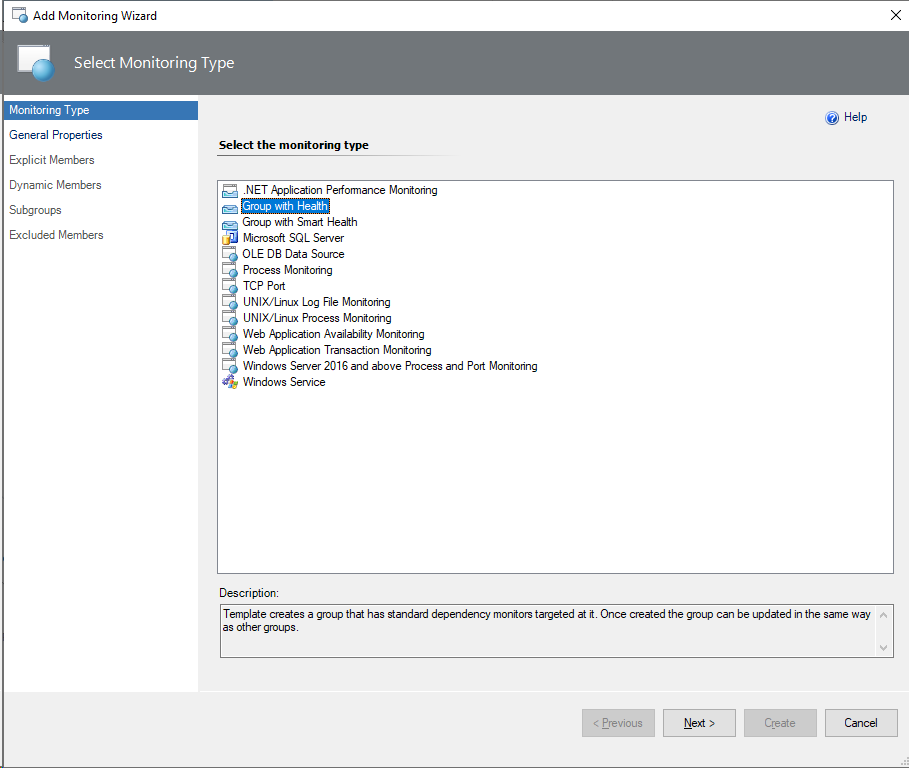 Add Monitoring Wizard
Select Monitoring Type
Monitoring Type
General Properties
Explicit Members
Dynamic Members
Subgroups
Excluded Members
Help
Select the monitoring type
.NET Application Performance Monitoring
Group with Health
Group with Smart Health
Microsoft SQL Server
OLE DB Data Source
Process Monitoring
TCP Port
UNIX/Linux Log File Monitoring
UNIX/Linux Process Monitoring
Web Application Availability Monitoring
Web Application Transaction Monitoring
Windows Server 2016 and above Process and Port Monitoring
Windows Service
Description:
Template creates a group that has standard dependency monitors targeted at it. Once created the group can be updated in the same way
as other groups.
< Previous
Next >
Create
Cancel